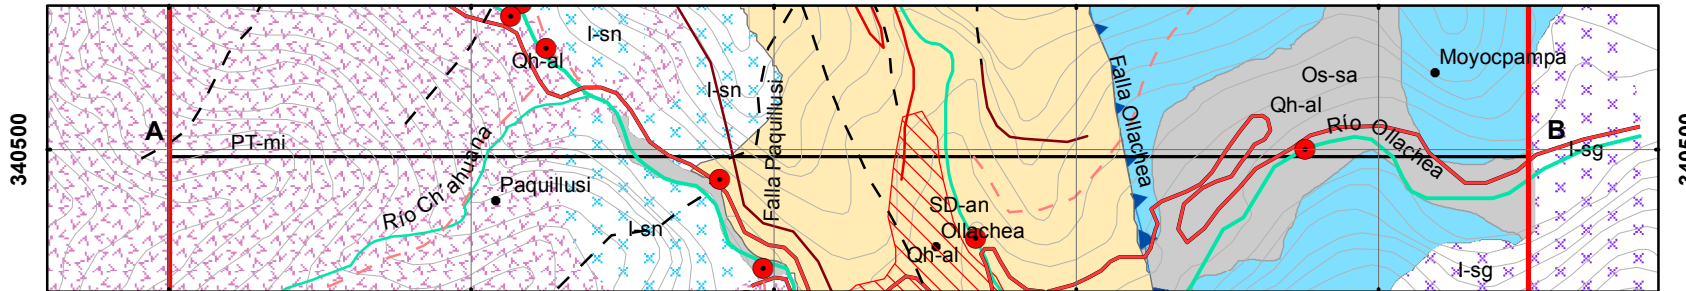 I-sn
Qh-al
I-sn
Falla Paquillusi
Falla Ollachea
Os-sa
Moyocpampa
Qh-al
340500
A
PT-mi
Río Ch´ahuana
Río Ollachea
B
I-sg
340500
Paquillusi
I-sn
SD-an
Ollachea
Qh-al
I-sg